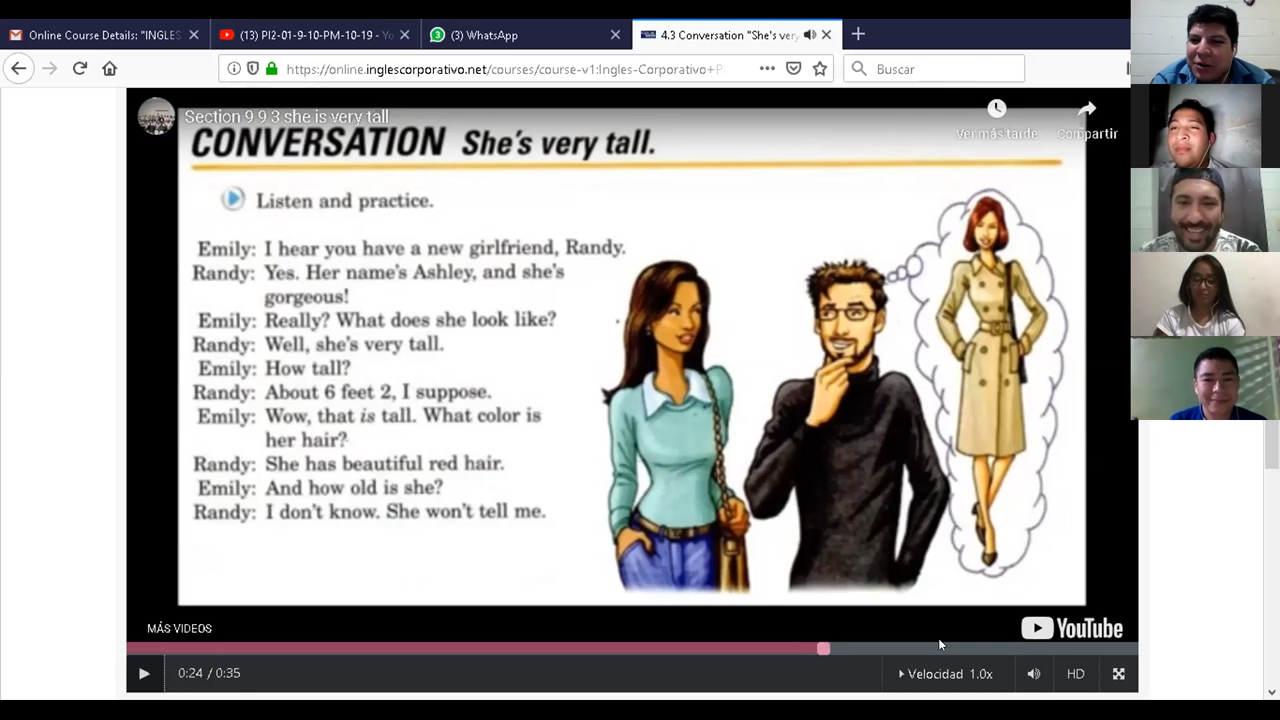 Online Course Details: "INGLES
(13) PI2-01-9-10-PM-10-19 - Yo
(3) WhatsApp
4.3 Conversation "She's very
https://online.inglescorporativo.net/courses/course-v1:Ingles-Corporativo+P
Buscar
Section 9 9 3 she is very tall
Ver más tarde
Compartir
CONVERSATION She's very tall.
Listen and practice.
Emily: I hear you have a new girlfriend, Randy.
Randy: Yes. Her name's Ashley, and she's
gorgeous!
Emily: Really? What does she look like?
Randy: Well, she's very tall.
Emily: How tall?
Randy: About 6 feet 2, I suppose.
Emily: Wow, that is tall. What color is
her hair?
Randy: She has beautiful red hair.
Emily: And how old is she?
Randy: I don't know. She won't tell me.
MÁS VIDEOS
YouTube
0:24 / 0:35
Velocidad 1.0x
HD